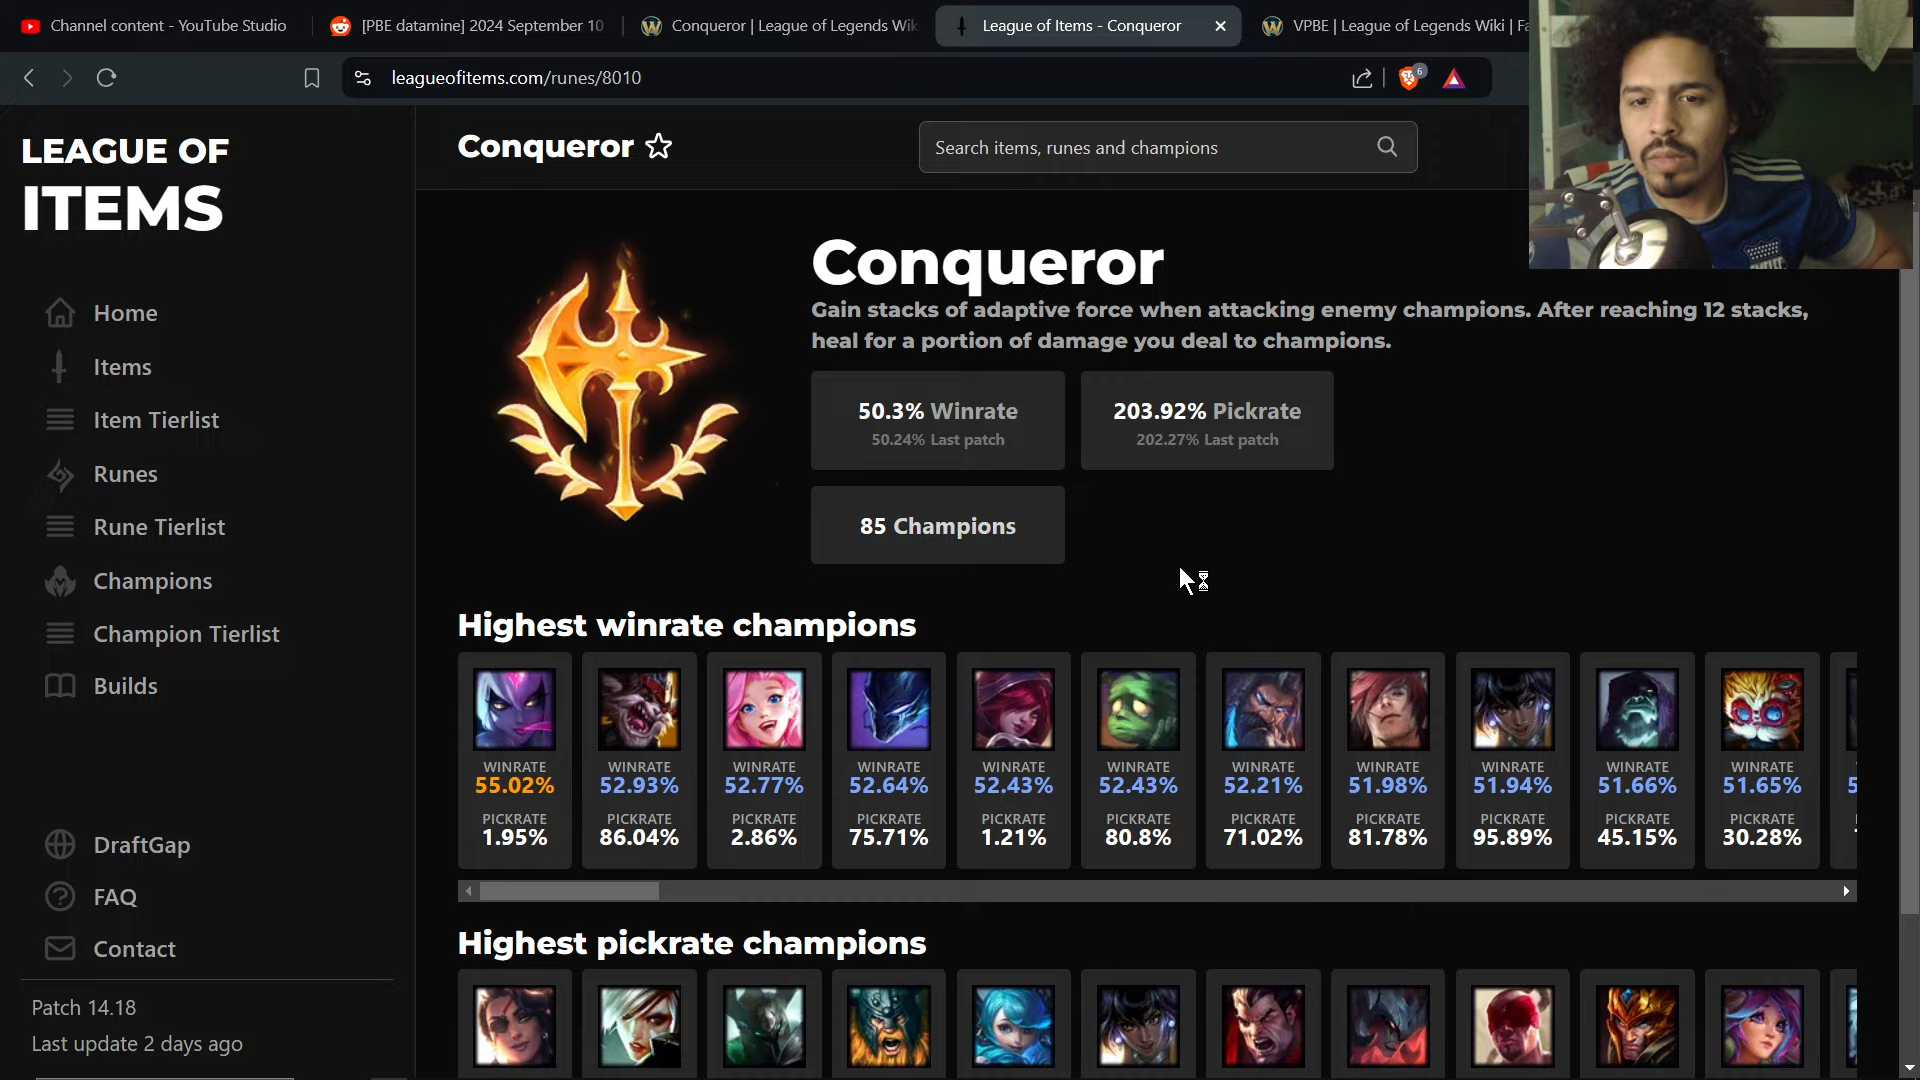 Channel content - YouTube Studio
[PBE datamine] 2024 September 10
Conqueror | League of Legends Wik
League of Items - Conqueror
VPBE | League of Legends Wiki | Fa
leagueofitems.com/runes/8010
6
LEAGUE OF
ITEMS
Conqueror
Search items, runes and champions
Home
Items
Item Tierlist
Runes
Rune Tierlist
Champions
Champion Tierlist
Builds
DraftGap
FAQ
Contact
Patch 14.18
Last update 2 days ago
Conqueror
Gain stacks of adaptive force when attacking enemy champions. After reaching 12 stacks,
heal for a portion of damage you deal to champions.
50.3% Winrate
50.24% Last patch
203.92% Pickrate
202.27% Last patch
85 Champions
Highest winrate champions
WINRATE WINRATE WINRATE WINRATE WINRATE WINRATE WINRATE WINRATE WINRATE WINRATE WINRATE
55.02% 52.93% 52.77% 52.64% 52.43% 52.43% 52.21% 51.98% 51.94% 51.66% 51.65% 5
PICKRATE PICKRATE PICKRATE PICKRATE PICKRATE PICKRATE PICKRATE PICKRATE PICKRATE PICKRATE PICKRATE
1.95% 86.04% 2.86% 75.71% 1.21% 80.8% 71.02% 81.78% 95.89% 45.15% 30.28%
Highest pickrate champions